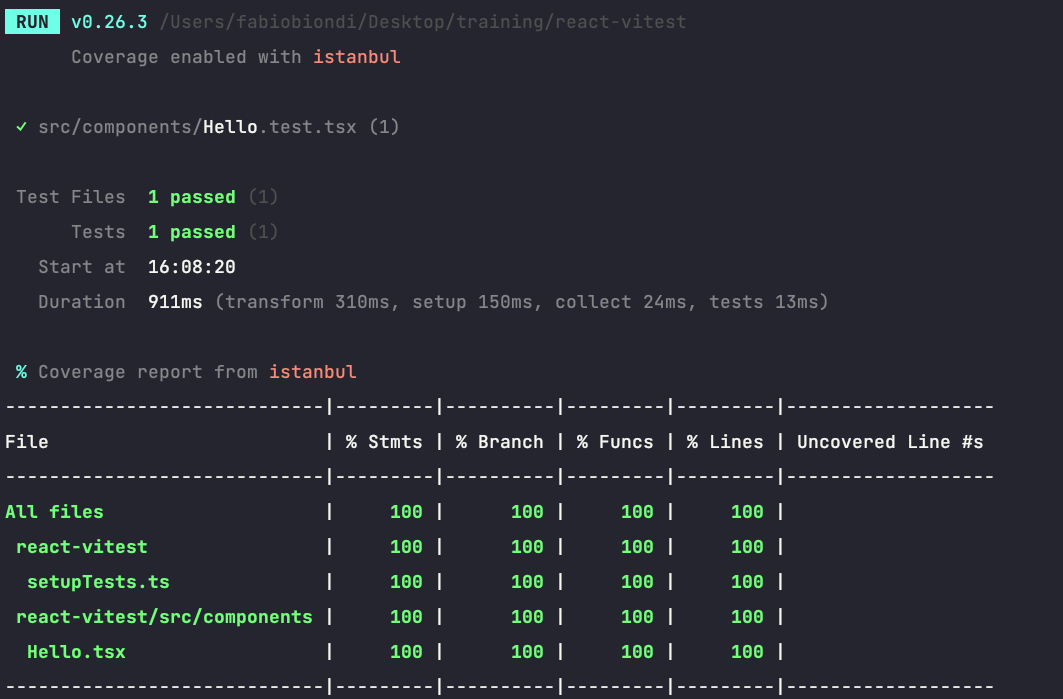 RUN v0.26.3 /Users/fabiobiondi/Desktop/training/react-vitest
Coverage enabled with istanbul
✓ src/components/Hello.test.tsx (1)
Test Files 1 passed (1)
Tests 1 passed (1)
Start at 16:08:20
Duration 911ms (transform 310ms, setup 150ms, collect 24ms, tests 13ms)
% Coverage report from istanbul
-----------------------------|---------|----------|---------|---------|-------------------
File | % Stmts | % Branch | % Funcs | % Lines | Uncovered Line #s
-----------------------------|---------|----------|---------|---------|-------------------
All files | 100 | 100 | 100 | 100 |
react-vitest | 100 | 100 | 100 | 100 |
setupTests.ts | 100 | 100 | 100 | 100 |
react-vitest/src/components | 100 | 100 | 100 | 100 |
Hello.tsx | 100 | 100 | 100 | 100 |
-----------------------------|---------|----------|---------|---------|-------------------